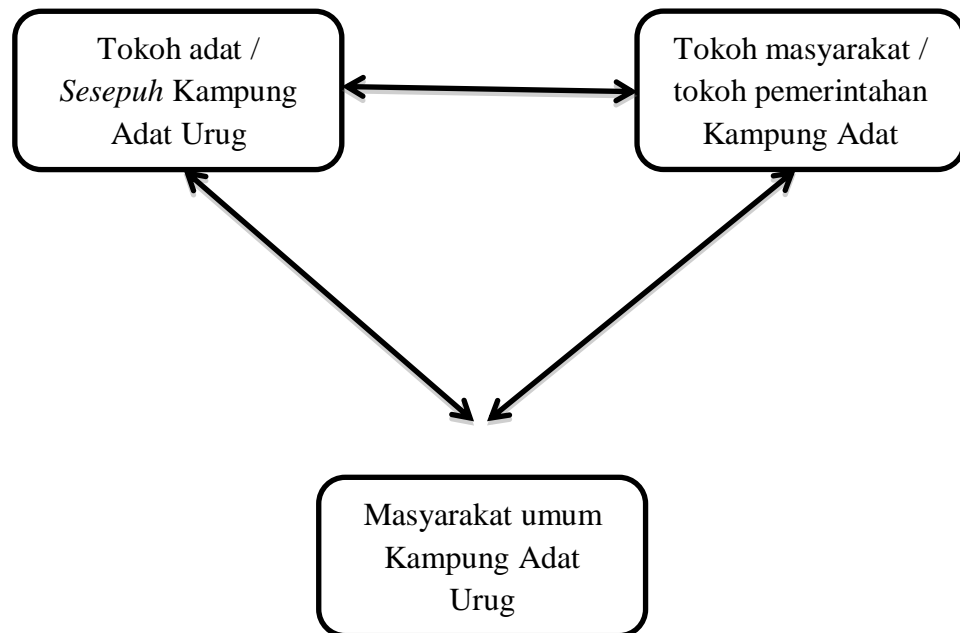 Tokoh adat /
Sesepuh Kampung
Adat Urug
Tokoh masyarakat /
tokoh pemerintahan
Kampung Adat
Masyarakat umum
Kampung Adat
Urug